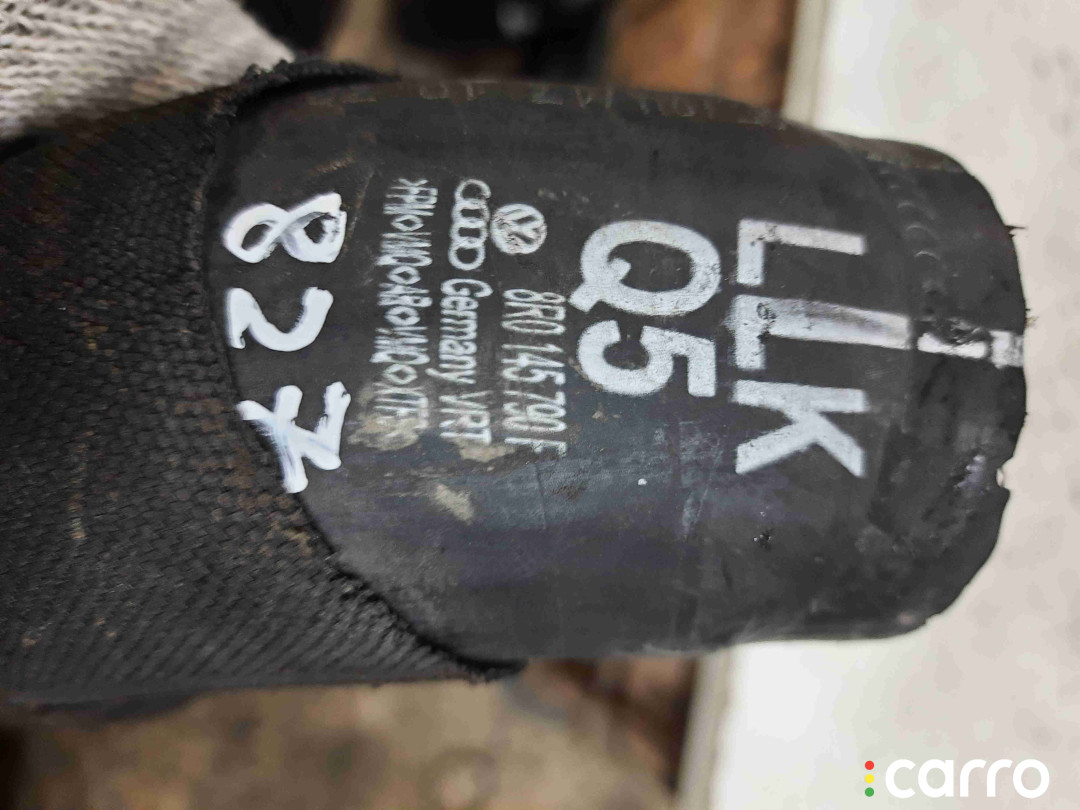 LLK
Q5
8R0 145 790 F
Germany VRT
827
carro